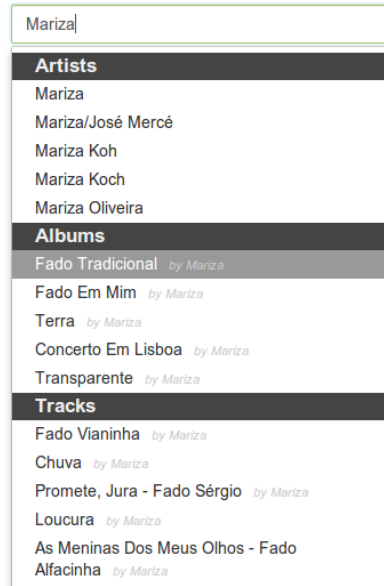 Mariza
Artists
Mariza
Mariza/José Mercé
Mariza Koh
Mariza Koch
Mariza Oliveira
Albums
Fado Tradicional by Mariza
Fado Em Mim by Mariza
Terra by Mariza
Concerto Em Lisboa by Mariza
Transparente by Mariza
Tracks
Fado Vianinha by Mariza
Chuva by Mariza
Promete, Jura - Fado Sérgio by Mariza
Loucura by Mariza
As Meninas Dos Meus Olhos - Fado
Alfacinha by Mariza